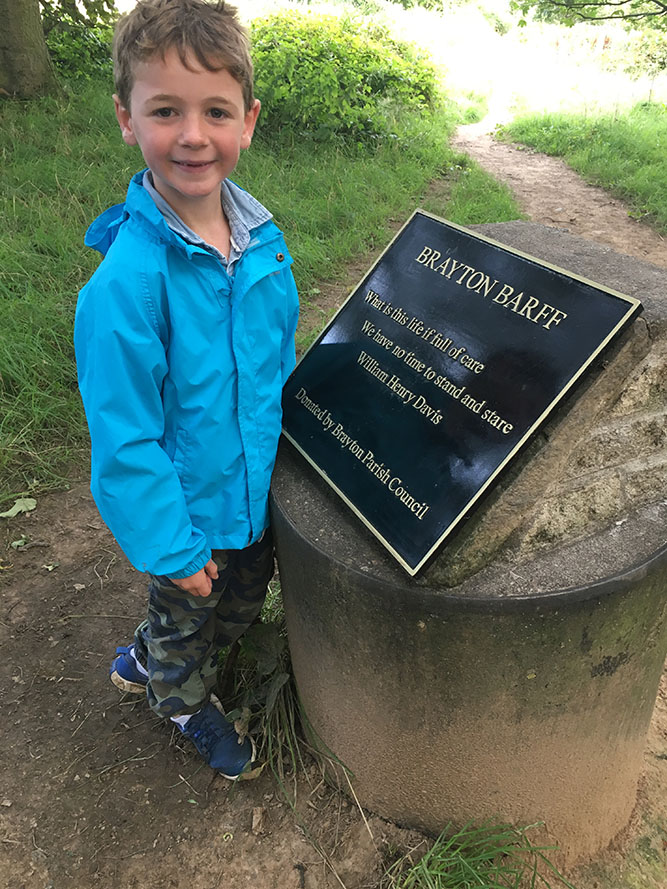 BRAYTON BARFF
What is this life if full of care
We have no time to stand and stare
William Henry Davis
Donated by Brayton Parish Council